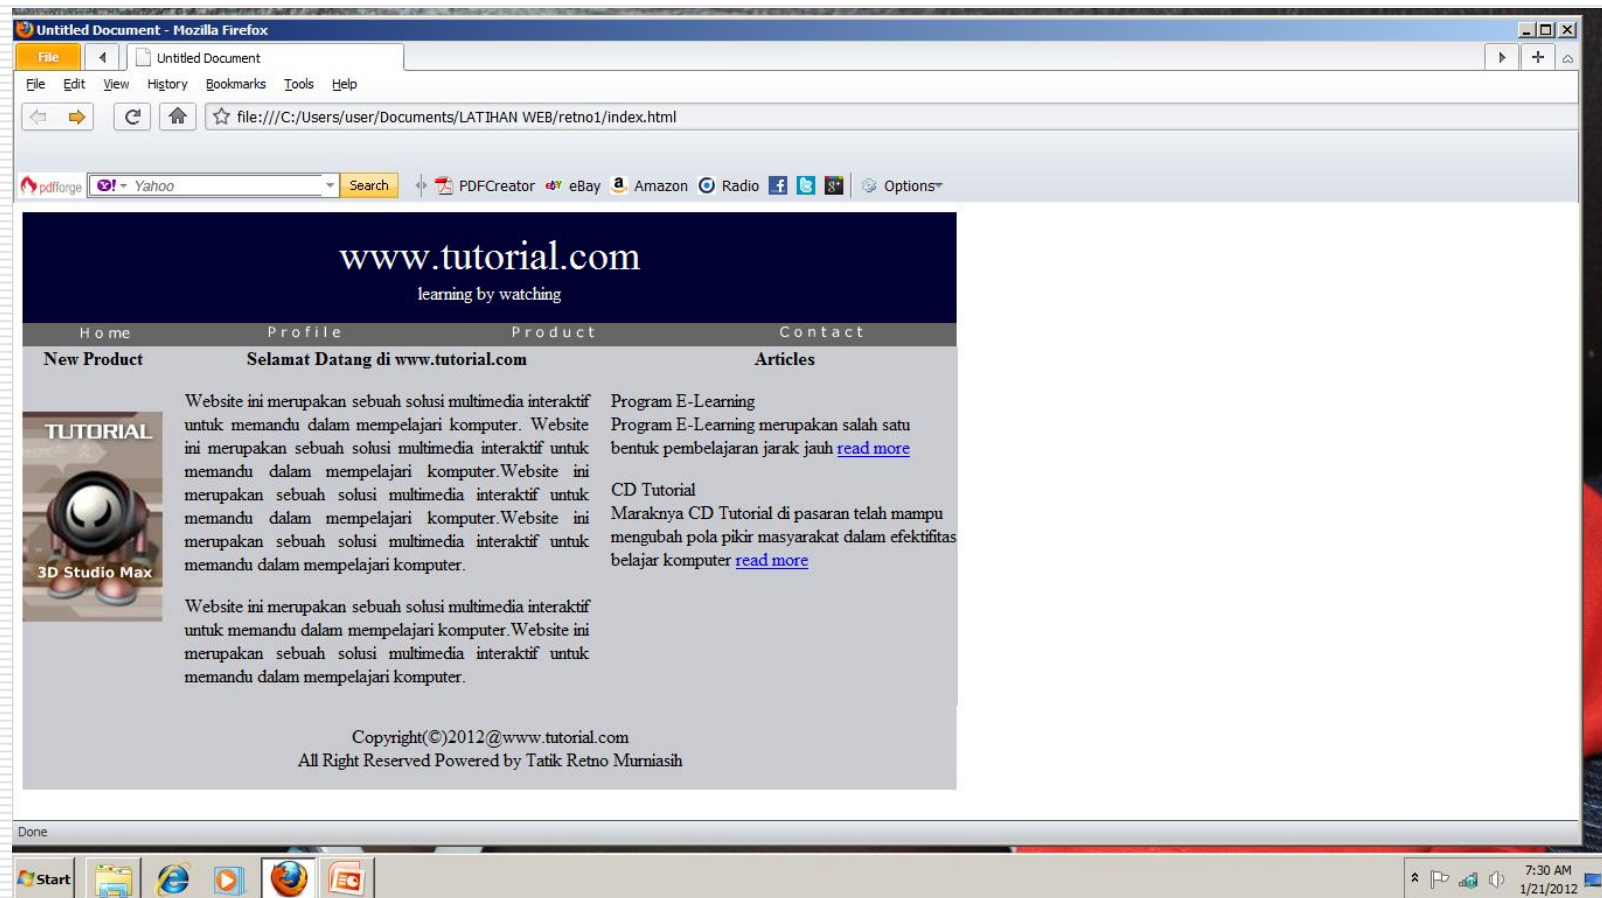 Untitled Document - Mozilla Firefox
File
Untitled Document
File Edit View History Bookmarks Tools Help
file:///C:/Users/user/Documents/LATIHAN WEB/retno1/index.html
pdfforge Y! Yahoo Search PDFCreator ebY eBay a Amazon Radio f g+ Options
www.tutorial.com
learning by watching
Home Profile Product Contact
New Product
TUTORIAL
3D Studio Max
Selamat Datang di www.tutorial.com
Website ini merupakan sebuah solusi multimedia interaktif
untuk memandu dalam mempelajari komputer. Website
ini merupakan sebuah solusi multimedia interaktif untuk
memandu dalam mempelajari komputer.Website ini
merupakan sebuah solusi multimedia interaktif untuk
memandu dalam mempelajari komputer.Website ini
merupakan sebuah solusi multimedia interaktif untuk
memandu dalam mempelajari komputer.
Website ini merupakan sebuah solusi multimedia interaktif
untuk memandu dalam mempelajari komputer.Website ini
merupakan sebuah solusi multimedia interaktif untuk
memandu dalam mempelajari komputer.
Articles
Program E-Learning
Program E-Learning merupakan salah satu
bentuk pembelajaran jarak jauh read more
CD Tutorial
Maraknya CD Tutorial di pasaran telah mampu
mengubah pola pikir masyarakat dalam efektifitas
belajar komputer read more
Copyright(©)2012@www.tutorial.com
All Right Reserved Powered by Tatik Retno Murniasih
Done
Start
7:30 AM
1/21/2012